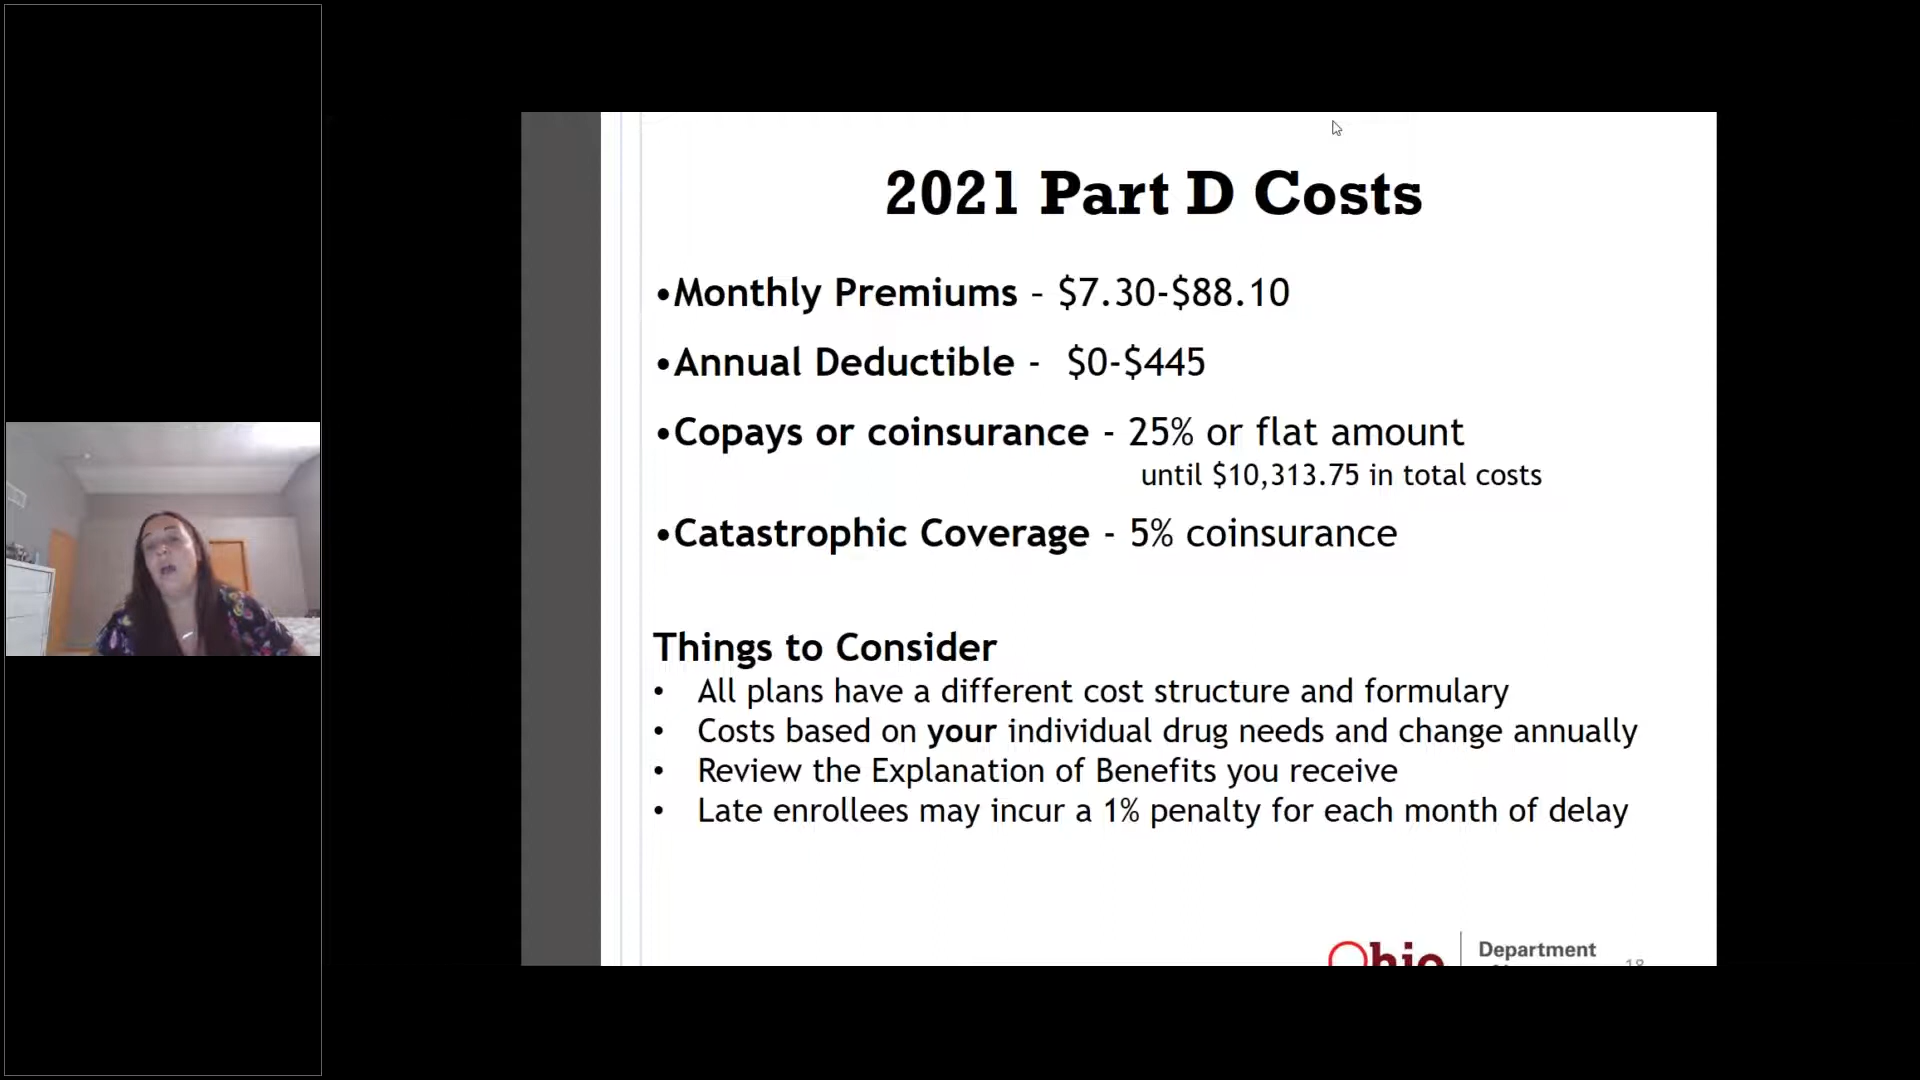 2021 Part D Costs
•Monthly Premiums – $7.30-$88.10
•Annual Deductible - $0-$445
•Copays or coinsurance - 25% or flat amount
until $10,313.75 in total costs
•Catastrophic Coverage - 5% coinsurance
Things to Consider
• All plans have a different cost structure and formulary
• Costs based on your individual drug needs and change annually
• Review the Explanation of Benefits you receive
• Late enrollees may incur a 1% penalty for each month of delay
Ohio Department
18